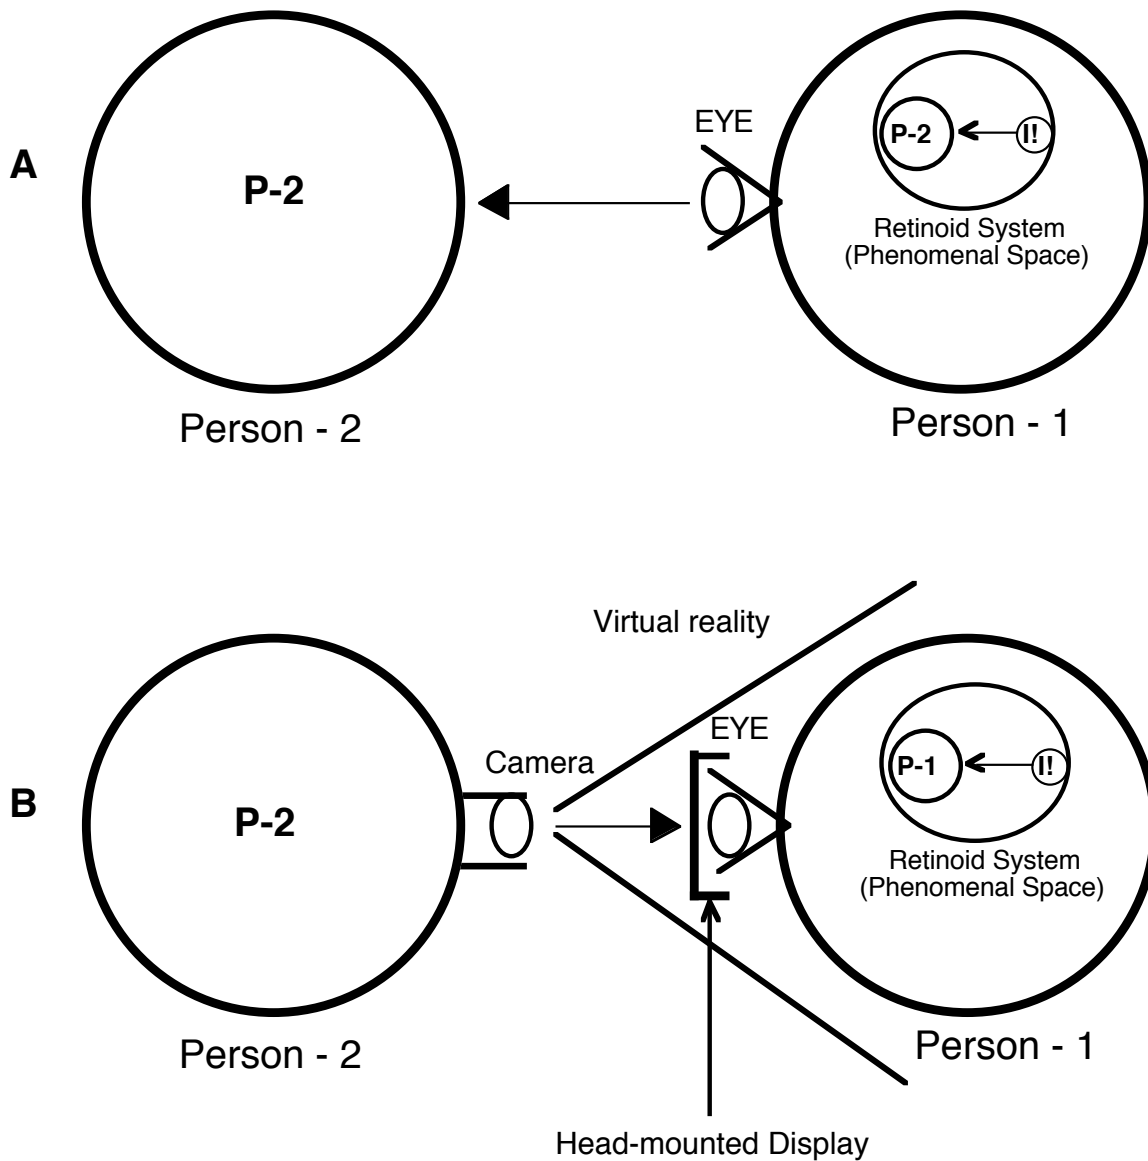 A
P-2
EYE
P-2
I!
Retinoid System
(Phenomenal Space)
Person - 2
Person - 1
Virtual reality
B
P-2
Camera
EYE
P-1
I!
Retinoid System
(Phenomenal Space)
Person - 2
Person - 1
Head-mounted Display